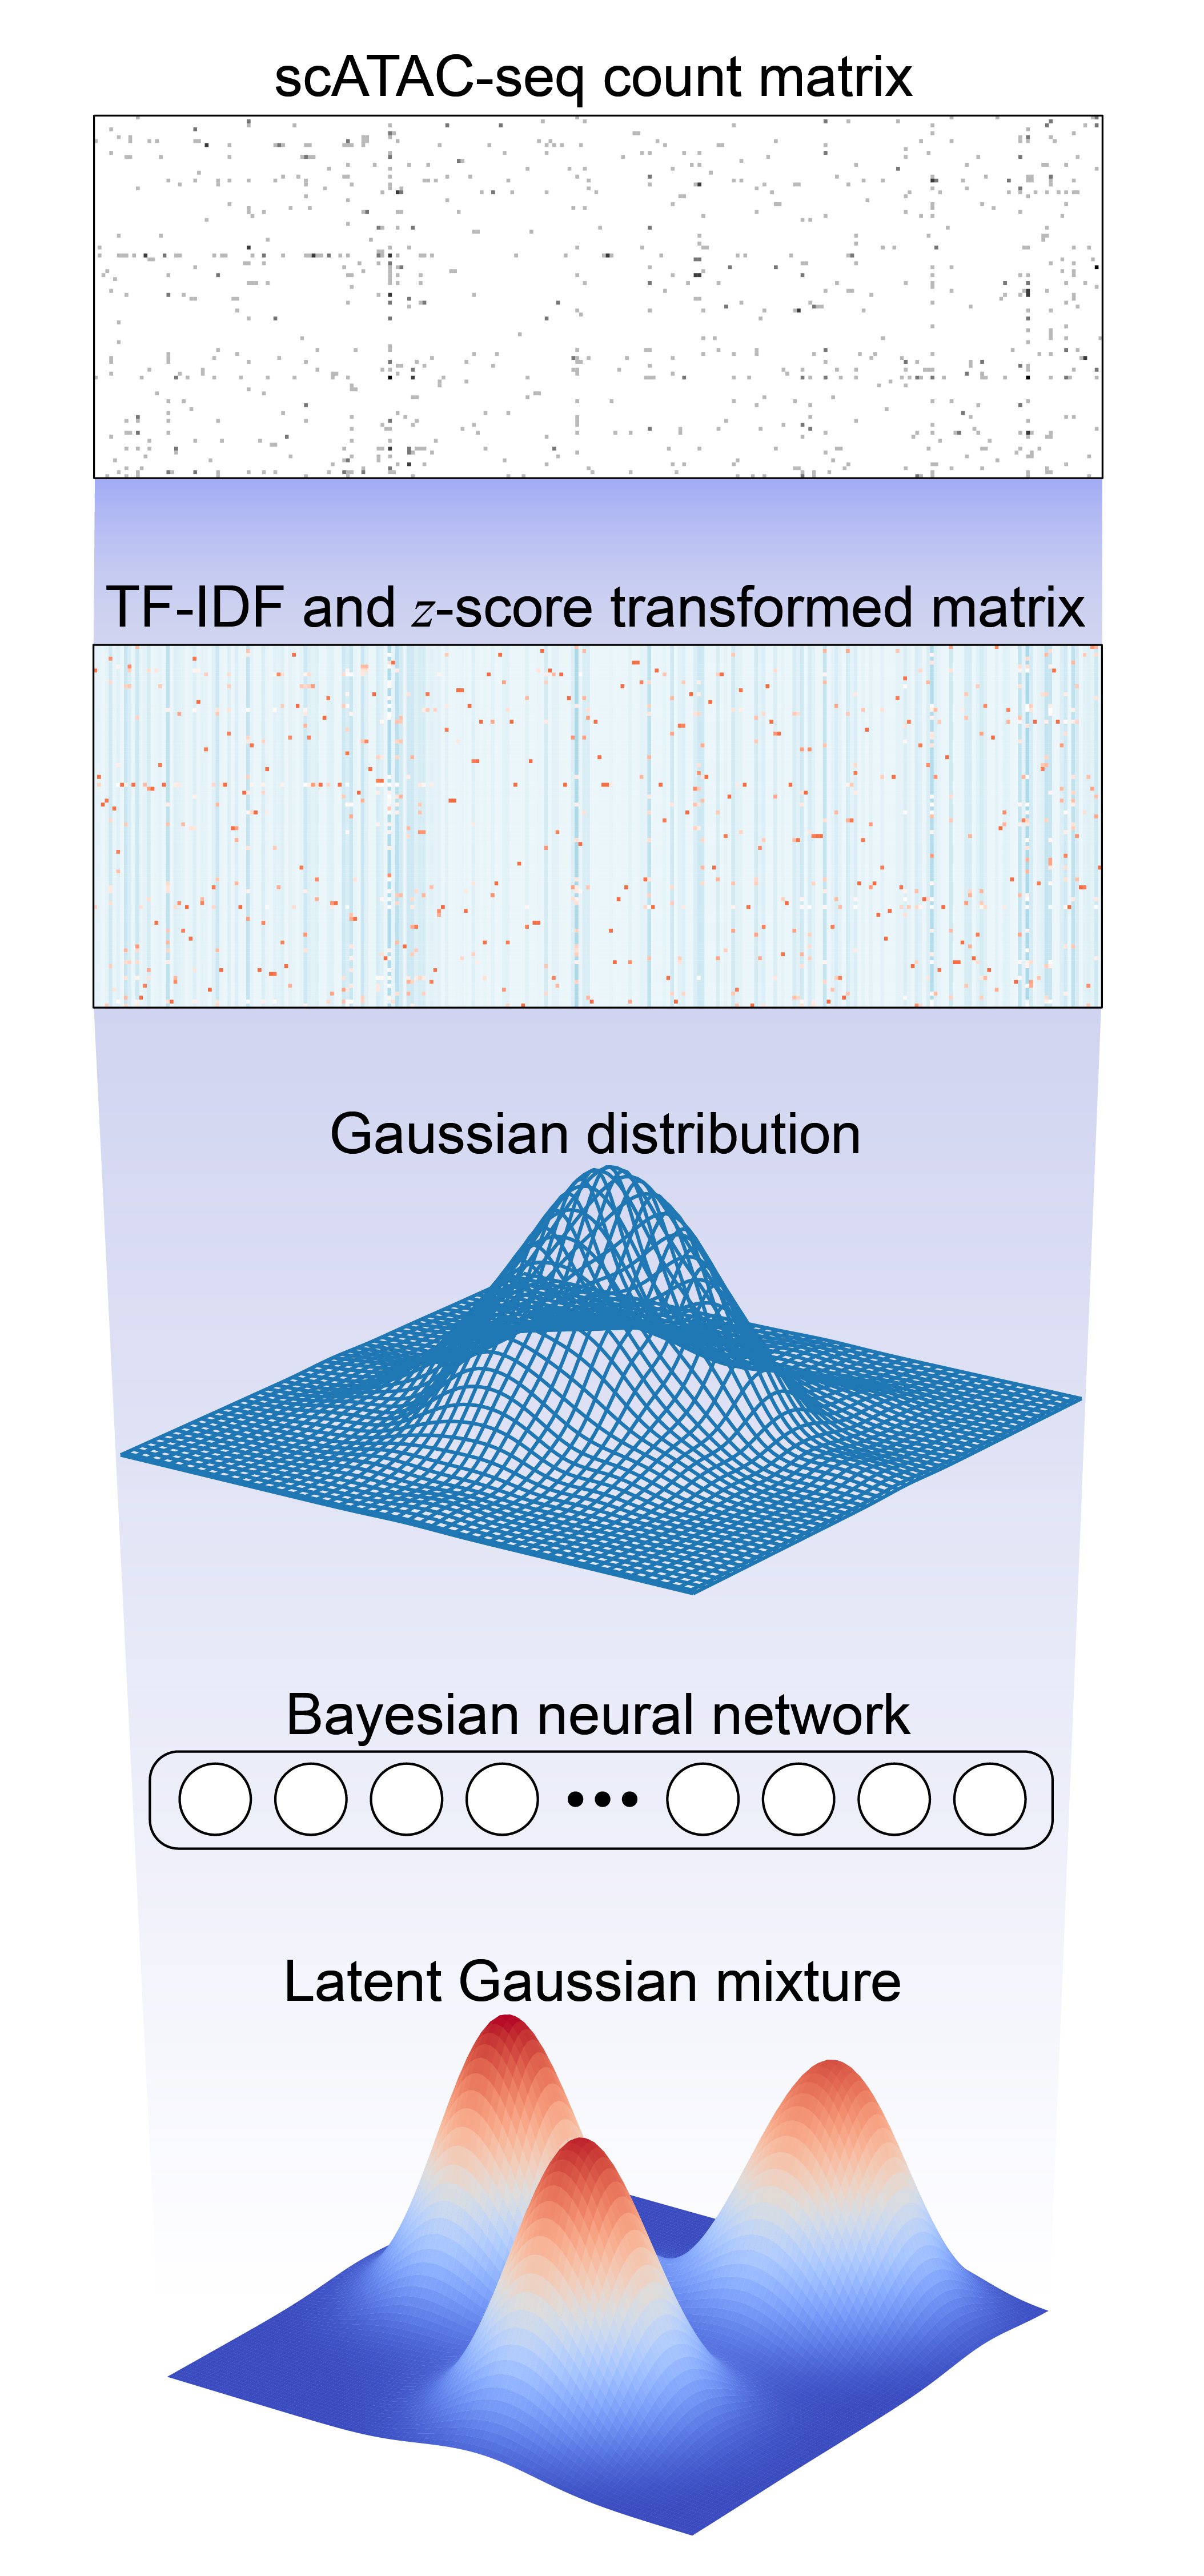 scATAC-seq count matrix
TF-IDF and z-score transformed matrix
Gaussian distribution
Bayesian neural network
Latent Gaussian mixture